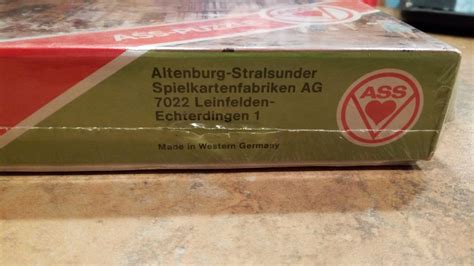 ASS-PUZZLE
Altenburg-Stralsunder
Spielkartenfabriken AG
7022 Leinfelden-
Echterdingen 1
Made in Western Germany
ASS